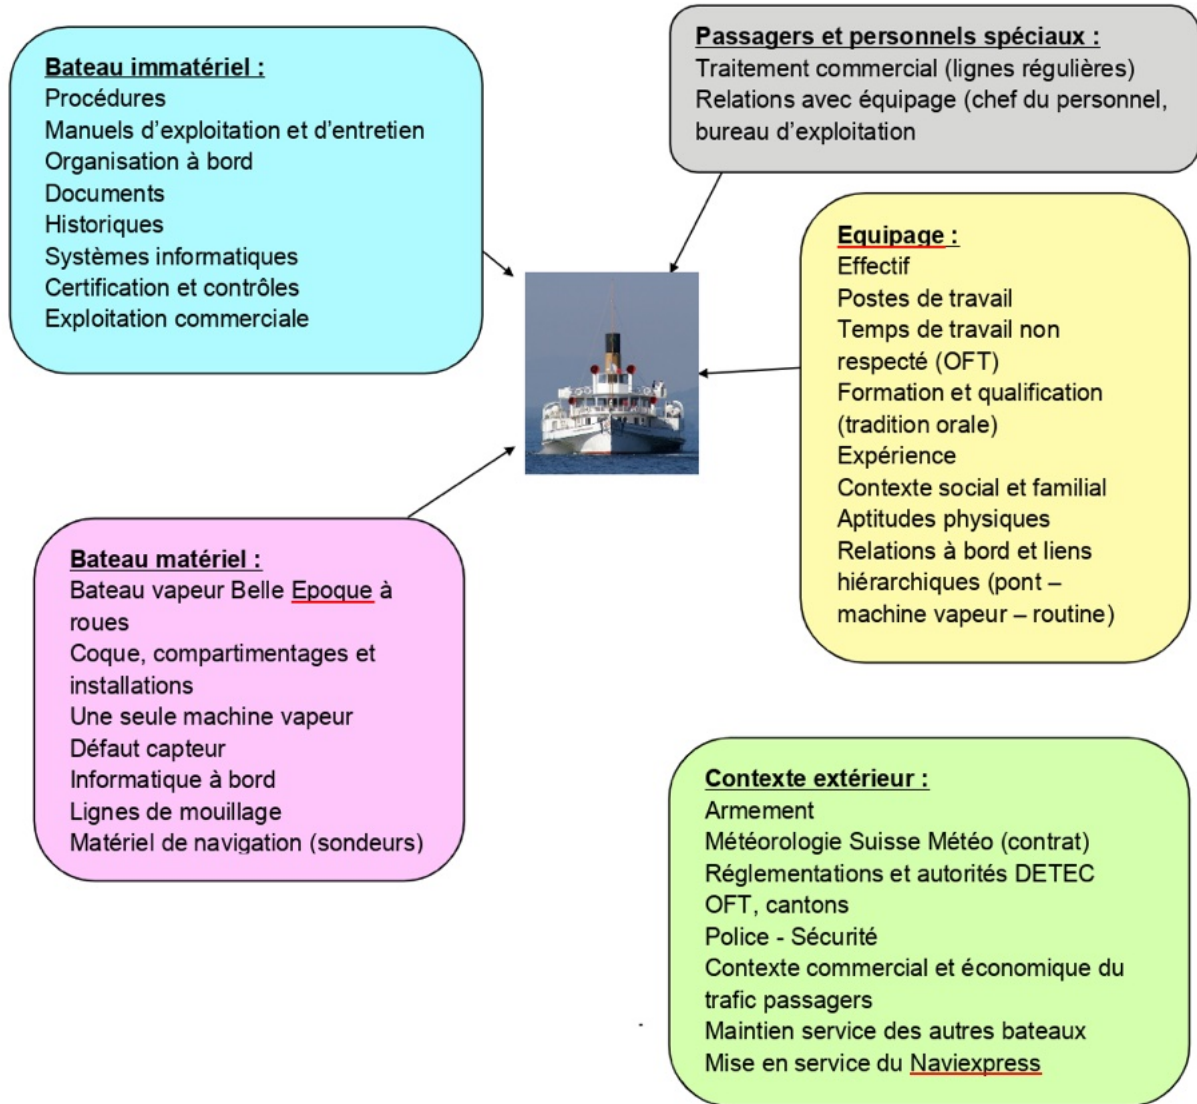 Bateau immatériel :
Procédures
Manuels d'exploitation et d'entretien
Organisation à bord
Documents
Historiques
Systèmes informatiques
Certification et contrôles
Exploitation commerciale
Passagers et personnels spéciaux :
Traitement commercial (lignes régulières)
Relations avec équipage (chef du personnel,
bureau d'exploitation
Equipage :
Effectif
Postes de travail
Temps de travail non
respecté (OFT)
Formation et qualification
(tradition orale)
Expérience
Contexte social et familial
Aptitudes physiques
Relations à bord et liens
hiérarchiques (pont –
machine vapeur – routine)
Bateau matériel :
Bateau vapeur Belle Epoque à
roues
Coque, compartimentages et
installations
Une seule machine vapeur
Défaut capteur
Informatique à bord
Lignes de mouillage
Matériel de navigation (sondeurs)
Contexte extérieur :
Armement
Météorologie Suisse Météo (contrat)
Réglementations et autorités DETEC
OFT, cantons
Police - Sécurité
Contexte commercial et économique du
trafic passagers
Maintien service des autres bateaux
Mise en service du Naviexpress